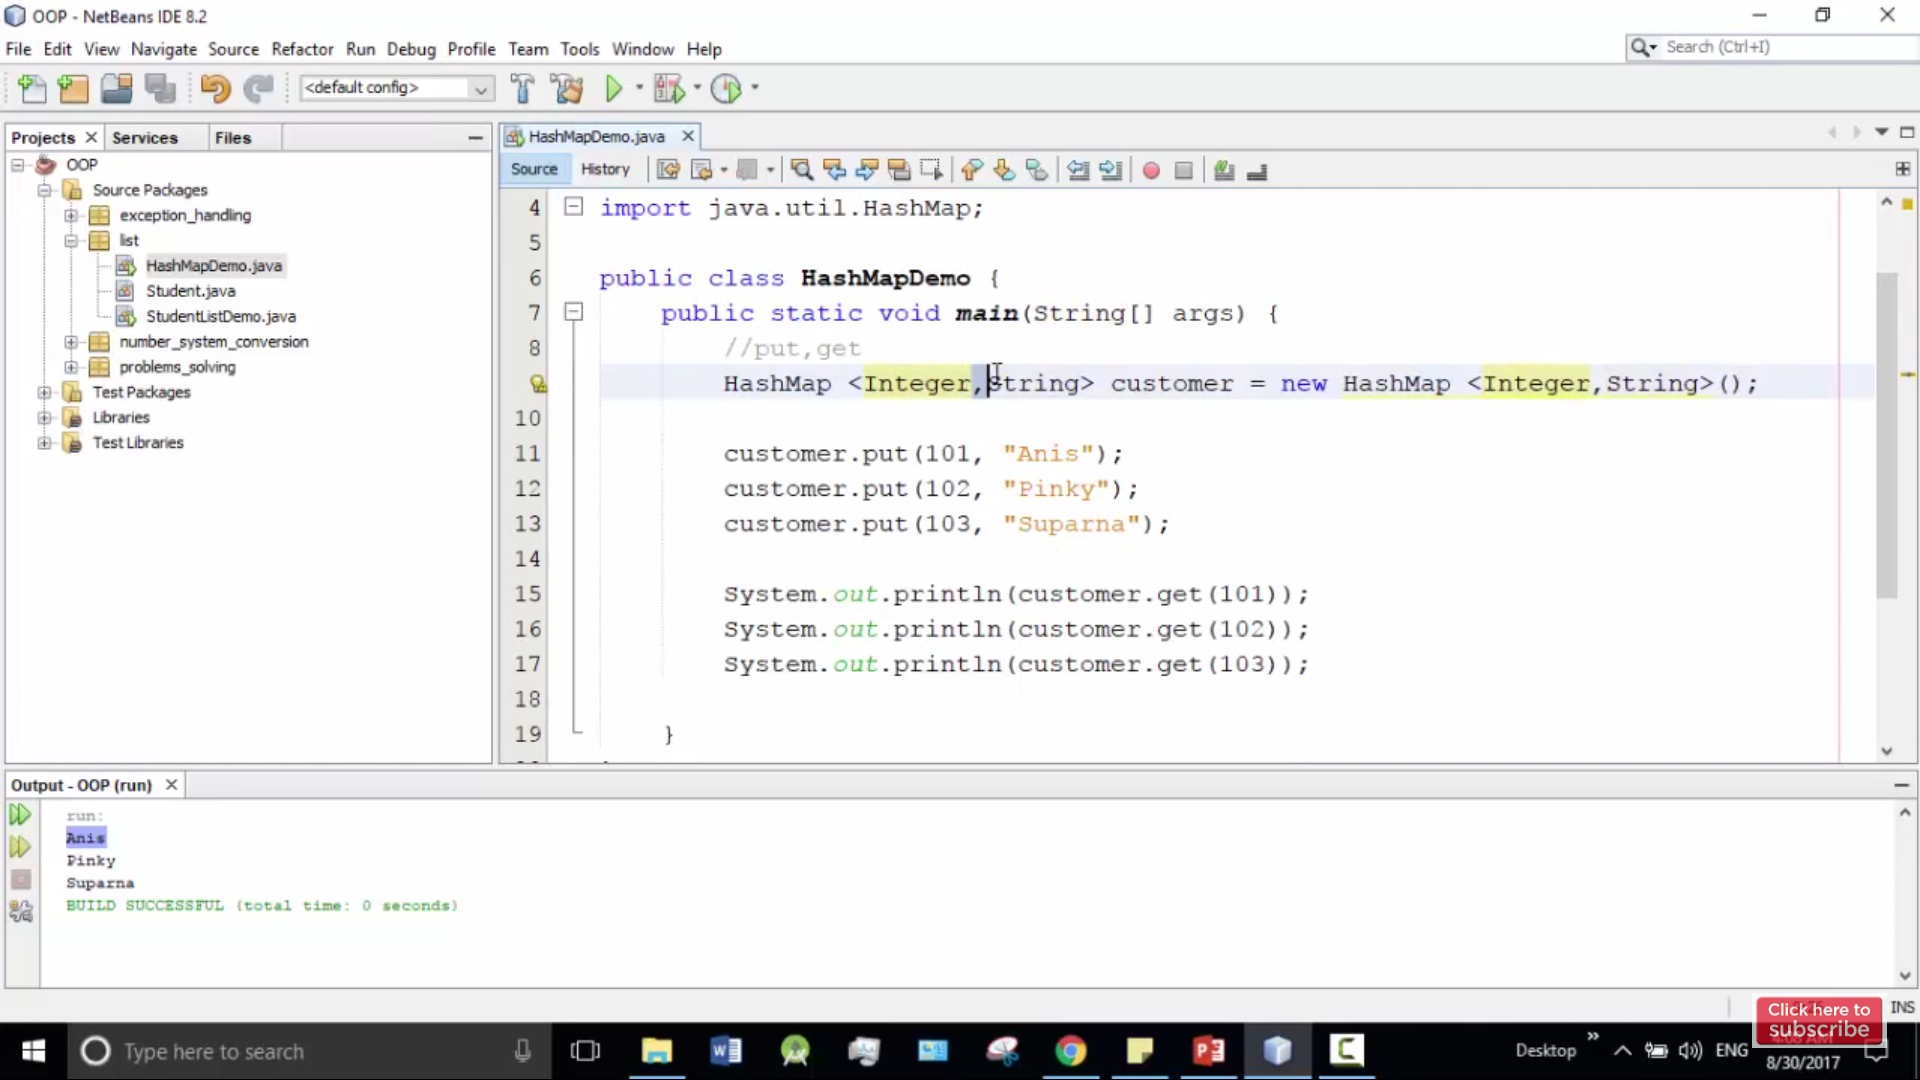 OOP - NetBeans IDE 8.2
File Edit View Navigate Source Refactor Run Debug Profile Team Tools Window Help
Search (Ctrl+I)
<default config>
Projects Services Files
HashMapDemo.java
Source History
OOP
Source Packages
exception_handling
list
HashMapDemo.java
Student.java
StudentListDemo.java
number_system_conversion
problems_solving
Test Packages
Libraries
Test Libraries
4 import java.util.HashMap;
5
6 public class HashMapDemo {
7 public static void main(String[] args) {
8 //put,get
HashMap <Integer,String> customer = new HashMap <Integer,String>();
10
11 customer.put(101, "Anis");
12 customer.put(102, "Pinky");
13 customer.put(103, "Suparna");
14
15 System.out.println(customer.get(101));
16 System.out.println(customer.get(102));
17 System.out.println(customer.get(103));
18
19 }
Output - OOP (run)
run:
Anis
Pinky
Suparna
BUILD SUCCESSFUL (total time: 0 seconds)
INS
Click here to
subscribe
Type here to search
Desktop
ENG
8/30/2017